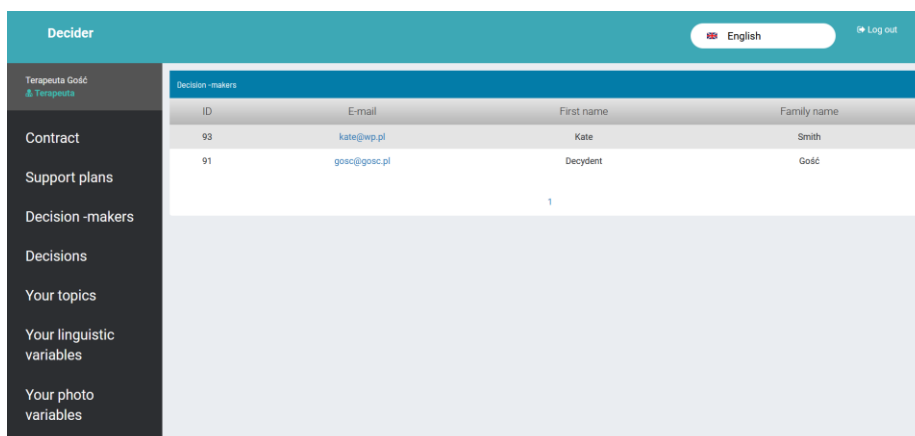 Decider
English
Log out
Terapeuta Gość
Terapeuta
Contract
Support plans
Decision -makers
Decisions
Your topics
Your linguistic
variables
Your photo
variables
Decision -makers
ID E-mail First name Family name
93 kate@wp.pl Kate Smith
91 gosc@gosc.pl Decydent Gość
1